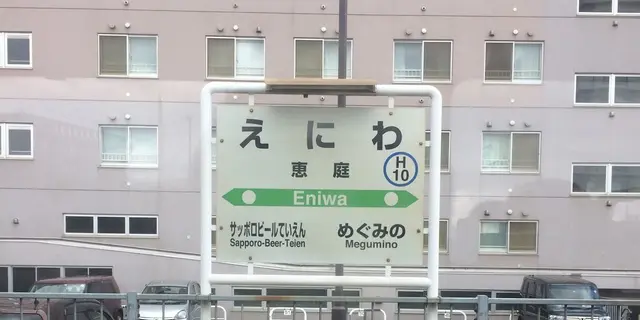 えにわ
恵庭
H
10
Eniwa
サッポロビールていえん
Sapporo-Beer-Teien
めぐみの
Megumino